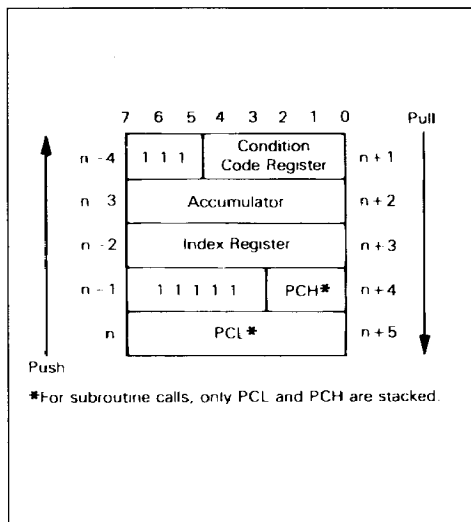 7 6 5 4 3 2 1 0 Pull
n - 4 1 1 1 Condition Code Register n + 1
n 3 Accumulator n + 2
n - 2 Index Register n + 3
n - 1 1 1 1 1 1 PCH* n + 4
n PCL* n + 5
Push
*For subroutine calls, only PCL and PCH are stacked.